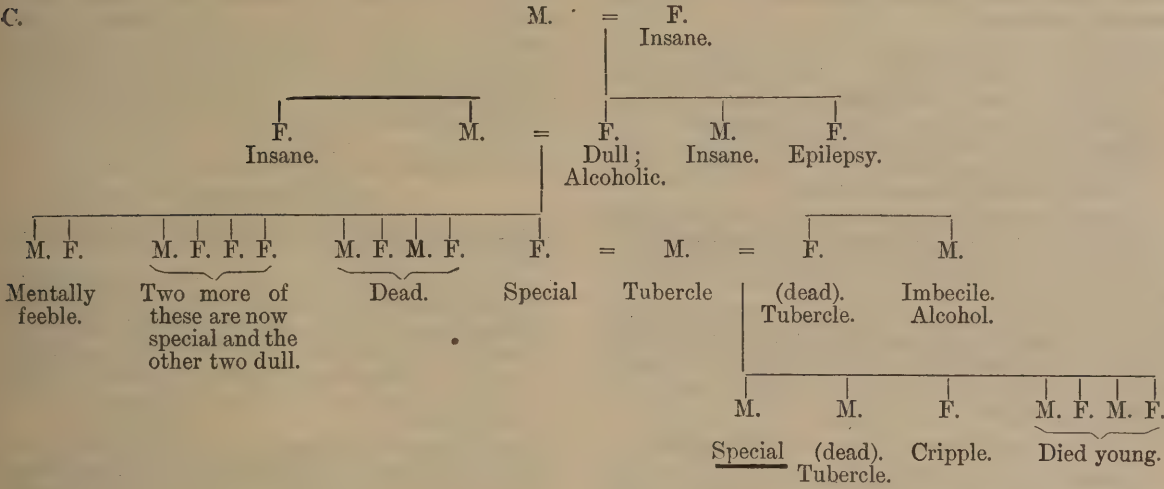 C.
M. = F.
Insane.
F. M. = F. M. F.
Insane. Dull; Insane. Epilepsy.
Alcoholic.
M. F. M. F. F. F. M. F. M. F. F. = M. = F. M.
Mentally Two more of Dead. Special Tubercle (dead). Imbecile.
feeble. these are now Tubercle. Alcohol.
special and the
other two dull.
M. M. F. M. F. M. F.
Special (dead). Cripple. Died young.
Tubercle.